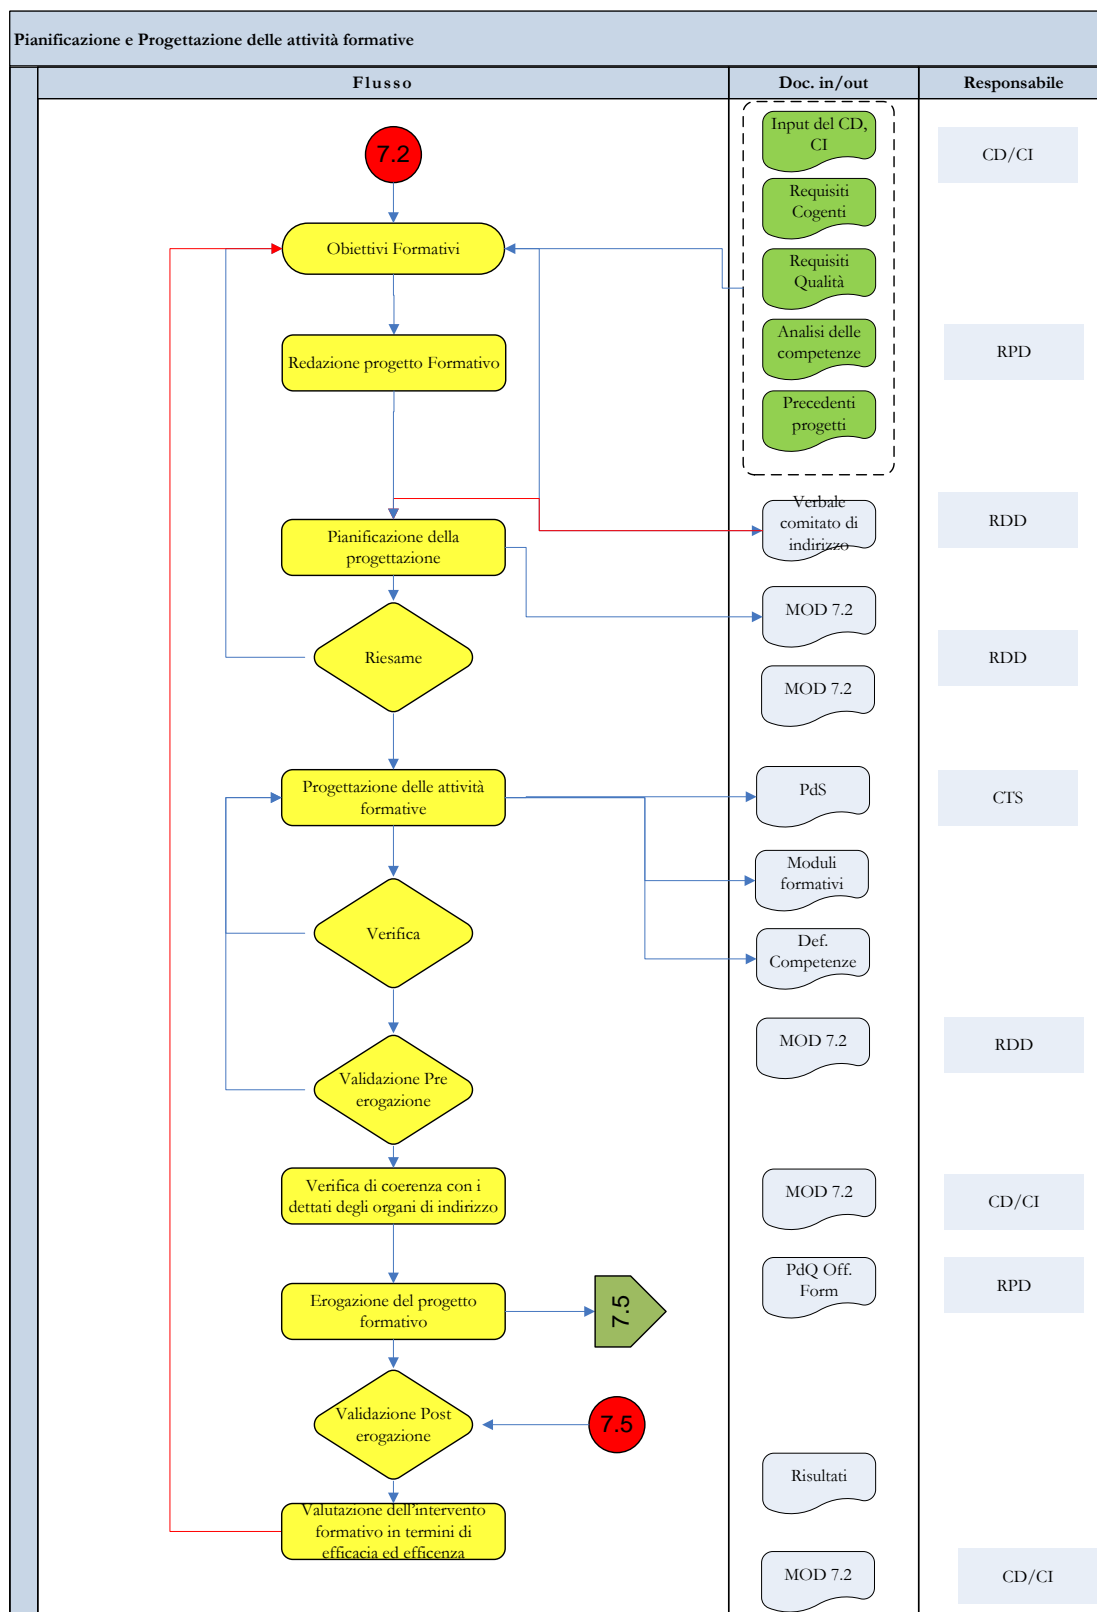 Pianificazione e Progettazione delle attività formative
Flusso
Doc. in/out
Responsabile
7.2
Input del CD,
CI
CD/CI
Requisiti
Cogenti
Obiettivi Formativi
Requisiti
Qualità
Redazione progetto Formativo
Analisi delle
competenze
RPD
Precedenti
progetti
Pianificazione della
progettazione
Verbale
comitato di
indirizzo
RDD
MOD 7.2
Riesame
RDD
MOD 7.2
Progettazione delle attività
formative
PdS
CTS
Moduli
formativi
Verifica
Def.
Competenze
MOD 7.2
RDD
Validazione Pre
erogazione
Verifica di coerenza con i
dettati degli organi di indirizzo
MOD 7.2
CD/CI
Erogazione del progetto
formativo
7.5
PdQ Off.
Form
RPD
Validazione Post
erogazione
7.5
Risultati
Valutazione dell'intervento
formativo in termini di
efficacia ed efficenza
MOD 7.2
CD/CI